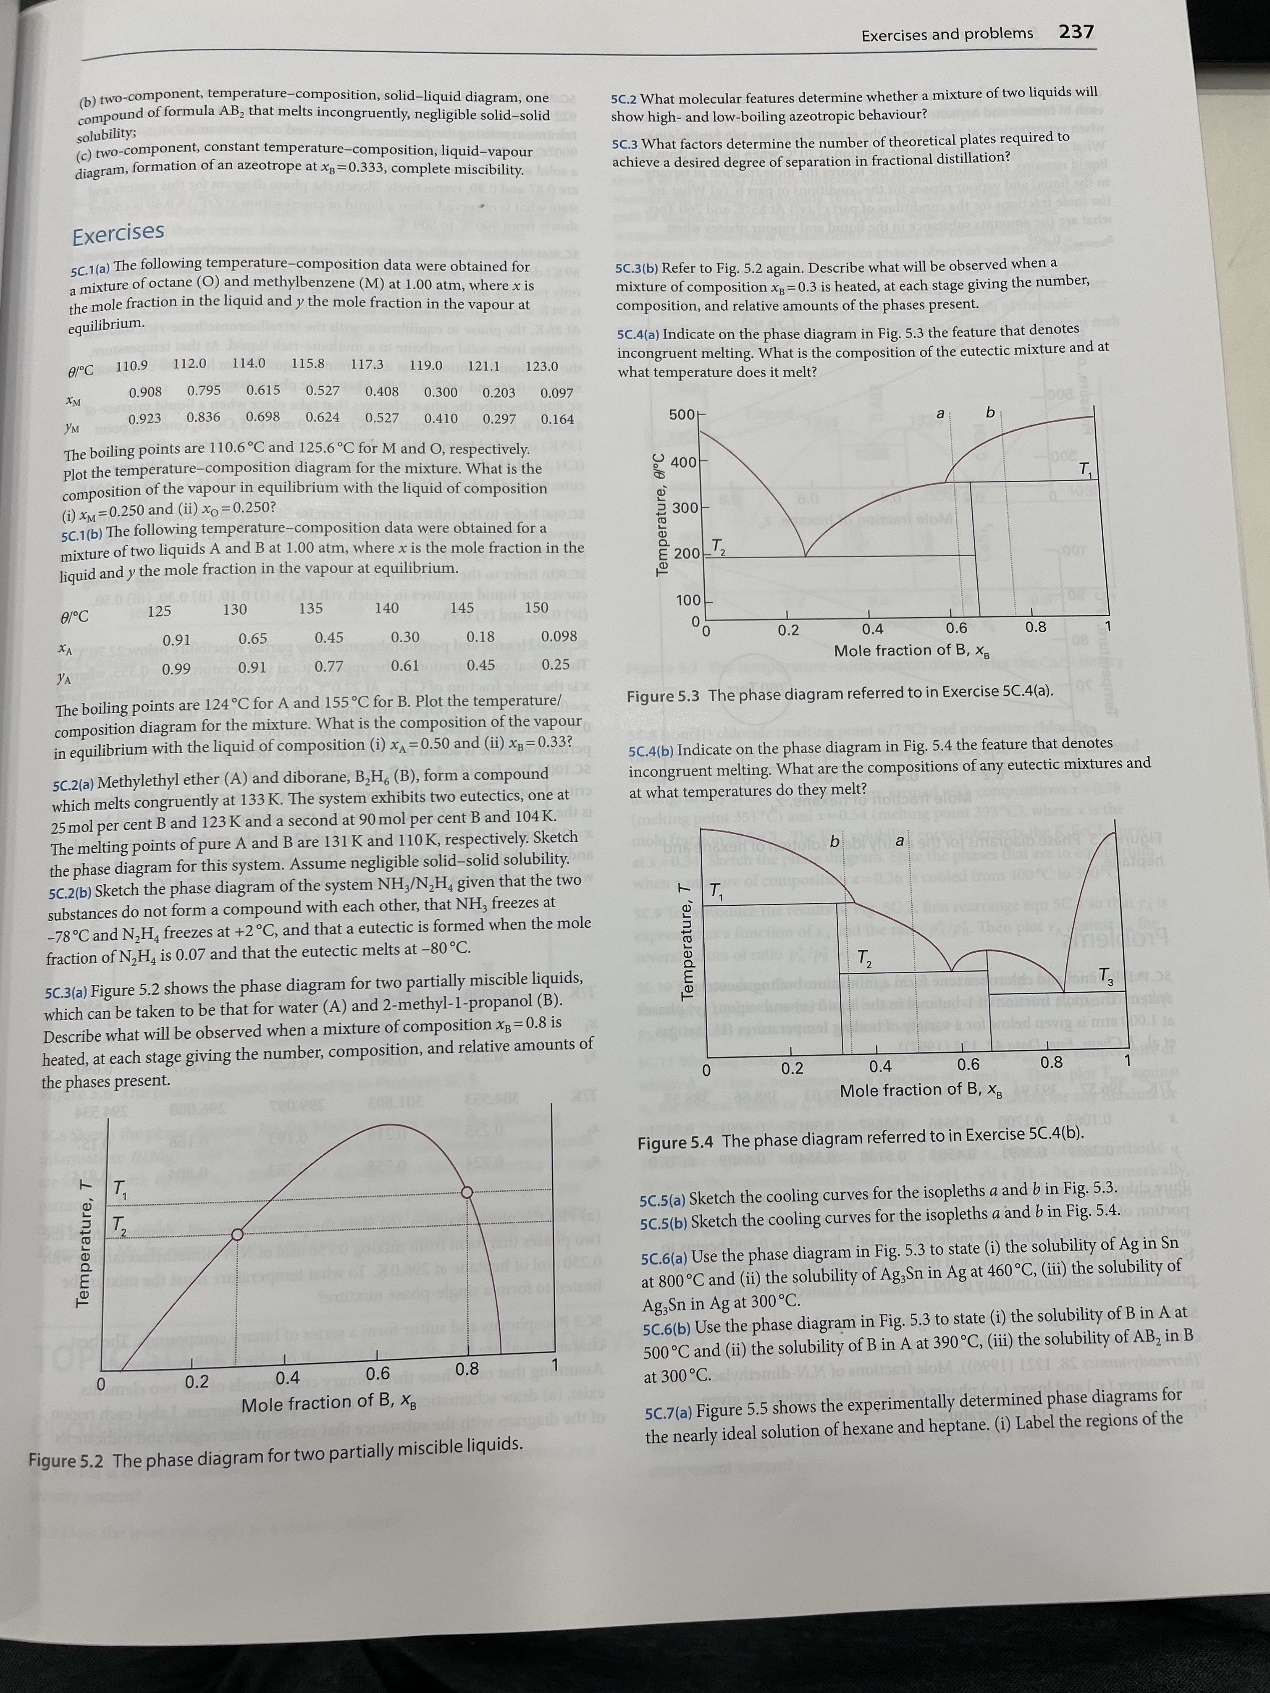 Exercises and problems 237
(b) two-component, temperature–composition, solid–liquid diagram, one
compound of formula AB₂ that melts incongruently, negligible solid–solid
solubility;
(c) two-component, constant temperature–composition, liquid–vapour
diagram, formation of an azeotrope at x_B=0.333, complete miscibility.
5C.2 What molecular features determine whether a mixture of two liquids will
show high- and low-boiling azeotropic behaviour?
5C.3 What factors determine the number of theoretical plates required to
achieve a desired degree of separation in fractional distillation?
Exercises
5C.1(a) The following temperature–composition data were obtained for
a mixture of octane (O) and methylbenzene (M) at 1.00 atm, where x is
the mole fraction in the liquid and y the mole fraction in the vapour at
equilibrium.
θ/°C 110.9 112.0 114.0 115.8 117.3 119.0 121.1 123.0
x_M 0.908 0.795 0.615 0.527 0.408 0.300 0.203 0.097
y_M 0.923 0.836 0.698 0.624 0.527 0.410 0.297 0.164
The boiling points are 110.6 °C and 125.6 °C for M and O, respectively.
Plot the temperature–composition diagram for the mixture. What is the
composition of the vapour in equilibrium with the liquid of composition
(i) x_M=0.250 and (ii) x_O=0.250?
5C.1(b) The following temperature–composition data were obtained for a
mixture of two liquids A and B at 1.00 atm, where x is the mole fraction in the
liquid and y the mole fraction in the vapour at equilibrium.
θ/°C 125 130 135 140 145 150
x_A 0.91 0.65 0.45 0.30 0.18 0.098
y_A 0.99 0.91 0.77 0.61 0.45 0.25
The boiling points are 124 °C for A and 155 °C for B. Plot the temperature/
composition diagram for the mixture. What is the composition of the vapour
in equilibrium with the liquid of composition (i) x_A=0.50 and (ii) x_B=0.33?
5C.2(a) Methylethyl ether (A) and diborane, B₂H₆ (B), form a compound
which melts congruently at 133 K. The system exhibits two eutectics, one at
25 mol per cent B and 123 K and a second at 90 mol per cent B and 104 K.
The melting points of pure A and B are 131 K and 110 K, respectively. Sketch
the phase diagram for this system. Assume negligible solid–solid solubility.
5C.2(b) Sketch the phase diagram of the system NH₃/N₂H₄ given that the two
substances do not form a compound with each other, that NH₃ freezes at
−78 °C and N₂H₄ freezes at +2 °C, and that a eutectic is formed when the mole
fraction of N₂H₄ is 0.07 and that the eutectic melts at −80 °C.
5C.3(a) Figure 5.2 shows the phase diagram for two partially miscible liquids,
which can be taken to be that for water (A) and 2-methyl-1-propanol (B).
Describe what will be observed when a mixture of composition x_B=0.8 is
heated, at each stage giving the number, composition, and relative amounts of
the phases present.
Temperature, T
T₁
T₂
0 0.2 0.4 0.6 0.8 1
Mole fraction of B, x_B
Figure 5.2 The phase diagram for two partially miscible liquids.
5C.3(b) Refer to Fig. 5.2 again. Describe what will be observed when a
mixture of composition x_B=0.3 is heated, at each stage giving the number,
composition, and relative amounts of the phases present.
5C.4(a) Indicate on the phase diagram in Fig. 5.3 the feature that denotes
incongruent melting. What is the composition of the eutectic mixture and at
what temperature does it melt?
Temperature, θ/°C
500
400
300
200
100
0
a b
T₁
T₂
0 0.2 0.4 0.6 0.8 1
Mole fraction of B, x_B
Figure 5.3 The phase diagram referred to in Exercise 5C.4(a).
5C.4(b) Indicate on the phase diagram in Fig. 5.4 the feature that denotes
incongruent melting. What are the compositions of any eutectic mixtures and
at what temperatures do they melt?
Temperature, T
b a
T₁
T₂
T₃
0 0.2 0.4 0.6 0.8 1
Mole fraction of B, x_B
Figure 5.4 The phase diagram referred to in Exercise 5C.4(b).
5C.5(a) Sketch the cooling curves for the isopleths a and b in Fig. 5.3.
5C.5(b) Sketch the cooling curves for the isopleths a and b in Fig. 5.4.
5C.6(a) Use the phase diagram in Fig. 5.3 to state (i) the solubility of Ag in Sn
at 800 °C and (ii) the solubility of Ag₃Sn in Ag at 460 °C, (iii) the solubility of
Ag₃Sn in Ag at 300 °C.
5C.6(b) Use the phase diagram in Fig. 5.3 to state (i) the solubility of B in A at
500 °C and (ii) the solubility of B in A at 390 °C, (iii) the solubility of AB₂ in B
at 300 °C.
5C.7(a) Figure 5.5 shows the experimentally determined phase diagrams for
the nearly ideal solution of hexane and heptane. (i) Label the regions of the